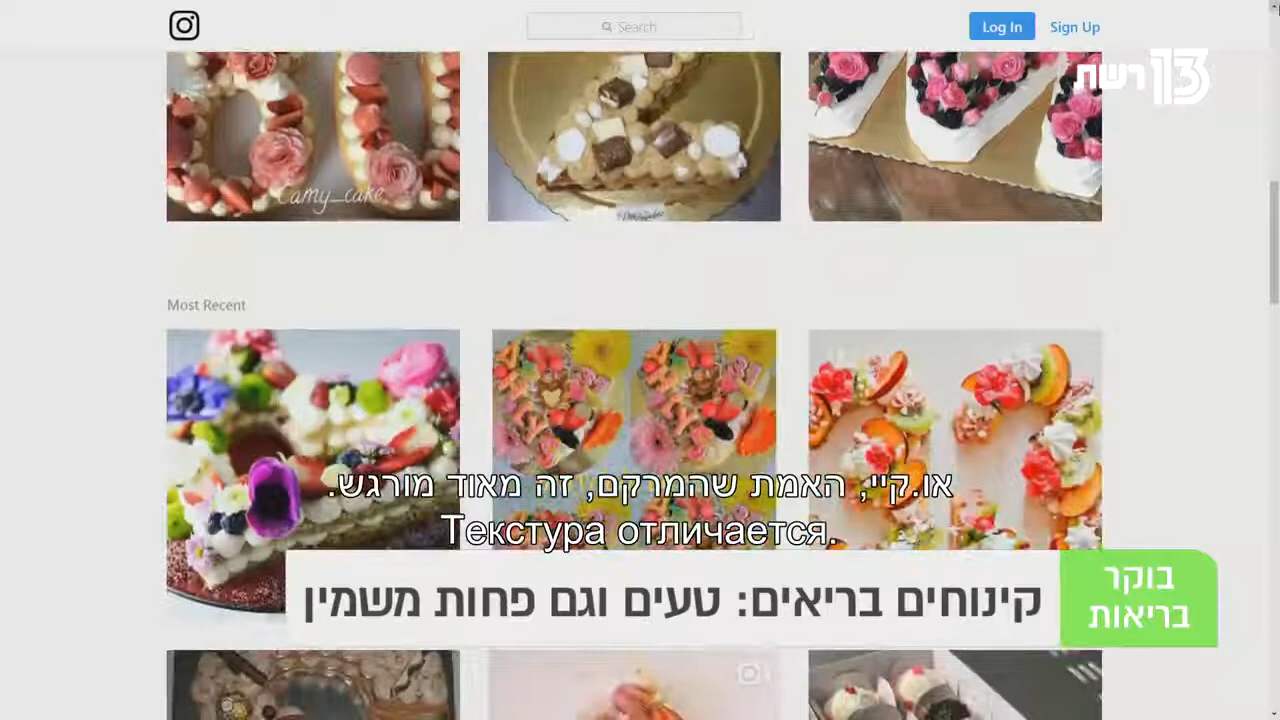 Search
Log In
Sign Up
רשת 13
Camy_cake
Most Recent
או.קיי, האמת שהמרקם, זה מאוד מורגש.
Текстура отличается.
קינוחים בריאים: טעים וגם פחות משמין
בוקר
בריאות